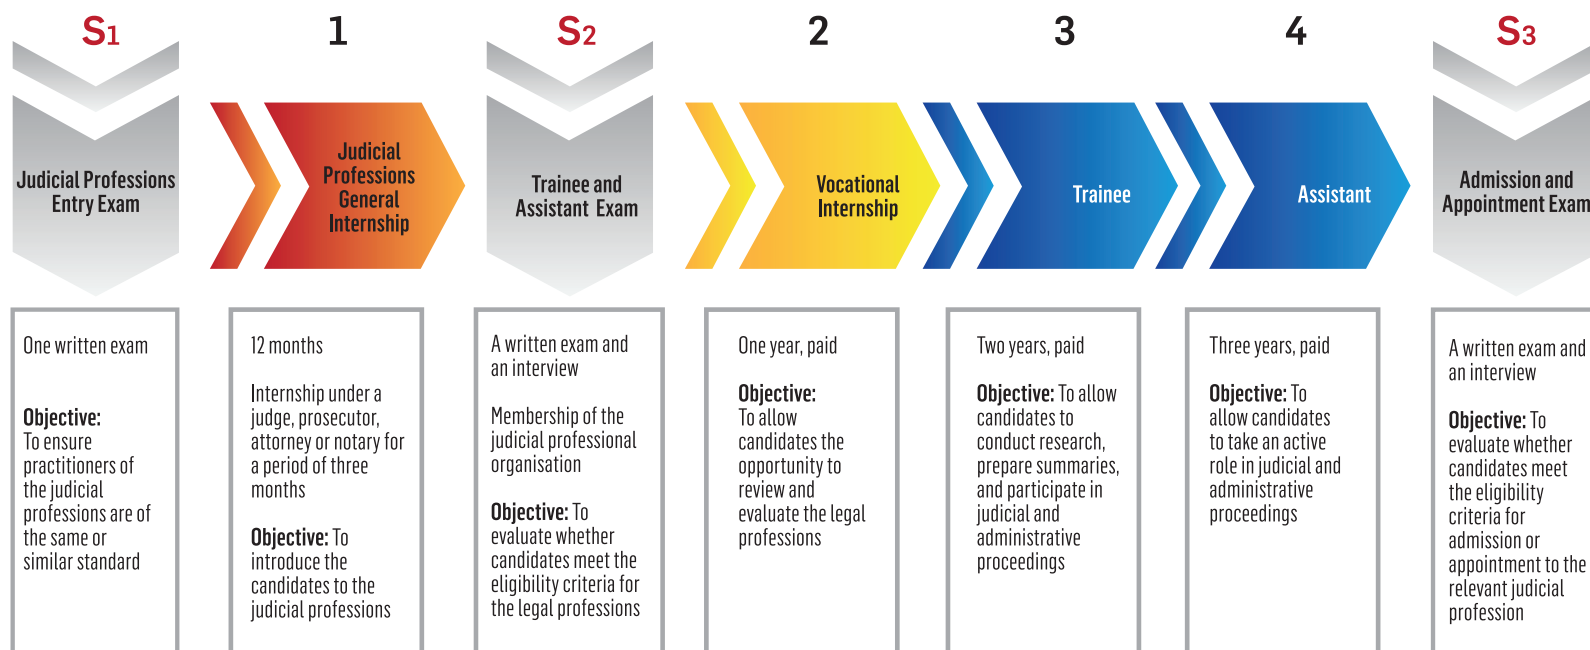 S1
1
S2
2
3
4
S3
Judicial Professions
Entry Exam
Judicial
Professions
General
Internship
Trainee and
Assistant Exam
Vocational
Internship
Trainee
Assistant
Admission and
Appointment Exam
One written exam
Objective:
To ensure
practitioners of
the judicial
professions are of
the same or
similar standard
12 months
Internship under a
judge, prosecutor,
attorney or notary for
a period of three
months
Objective: To
introduce the
candidates to the
judicial professions
A written exam and
an interview
Membership of the
judicial professional
organisation
Objective: To
evaluate whether
candidates meet the
eligibility criteria for
the legal professions
One year, paid
Objective:
To allow
candidates the
opportunity to
review and
evaluate the legal
professions
Two years, paid
Objective: To allow
candidates to
conduct research,
prepare summaries,
and participate in
judicial and
administrative
proceedings
Three years, paid
Objective: To
allow candidates
to take an active
role in judicial and
administrative
proceedings
A written exam and
an interview
Objective: To
evaluate whether
candidates meet
the eligibility
criteria for
admission or
appointment to the
relevant judicial
profession